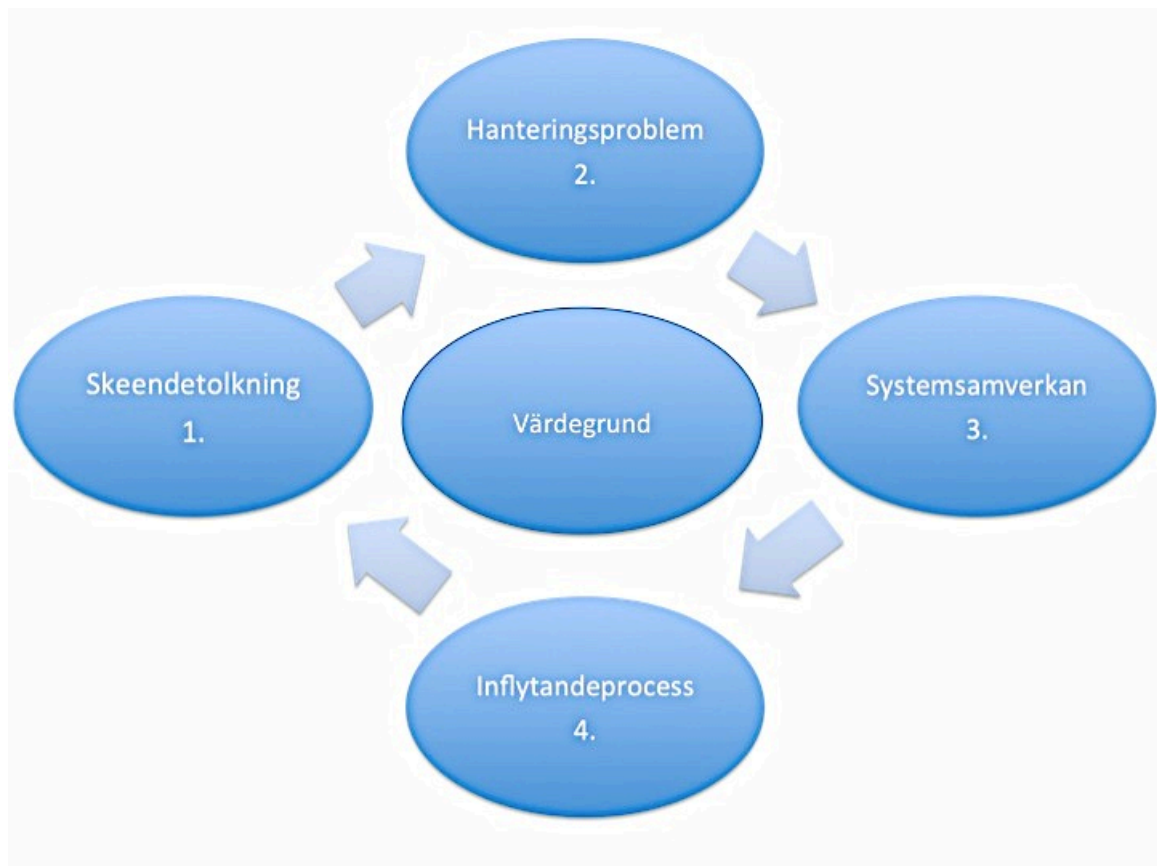 Hanteringsproblem
2.
Skeendetolkning
1.
Värdegrund
Systemsamverkan
3.
Inflytandeprocess
4.